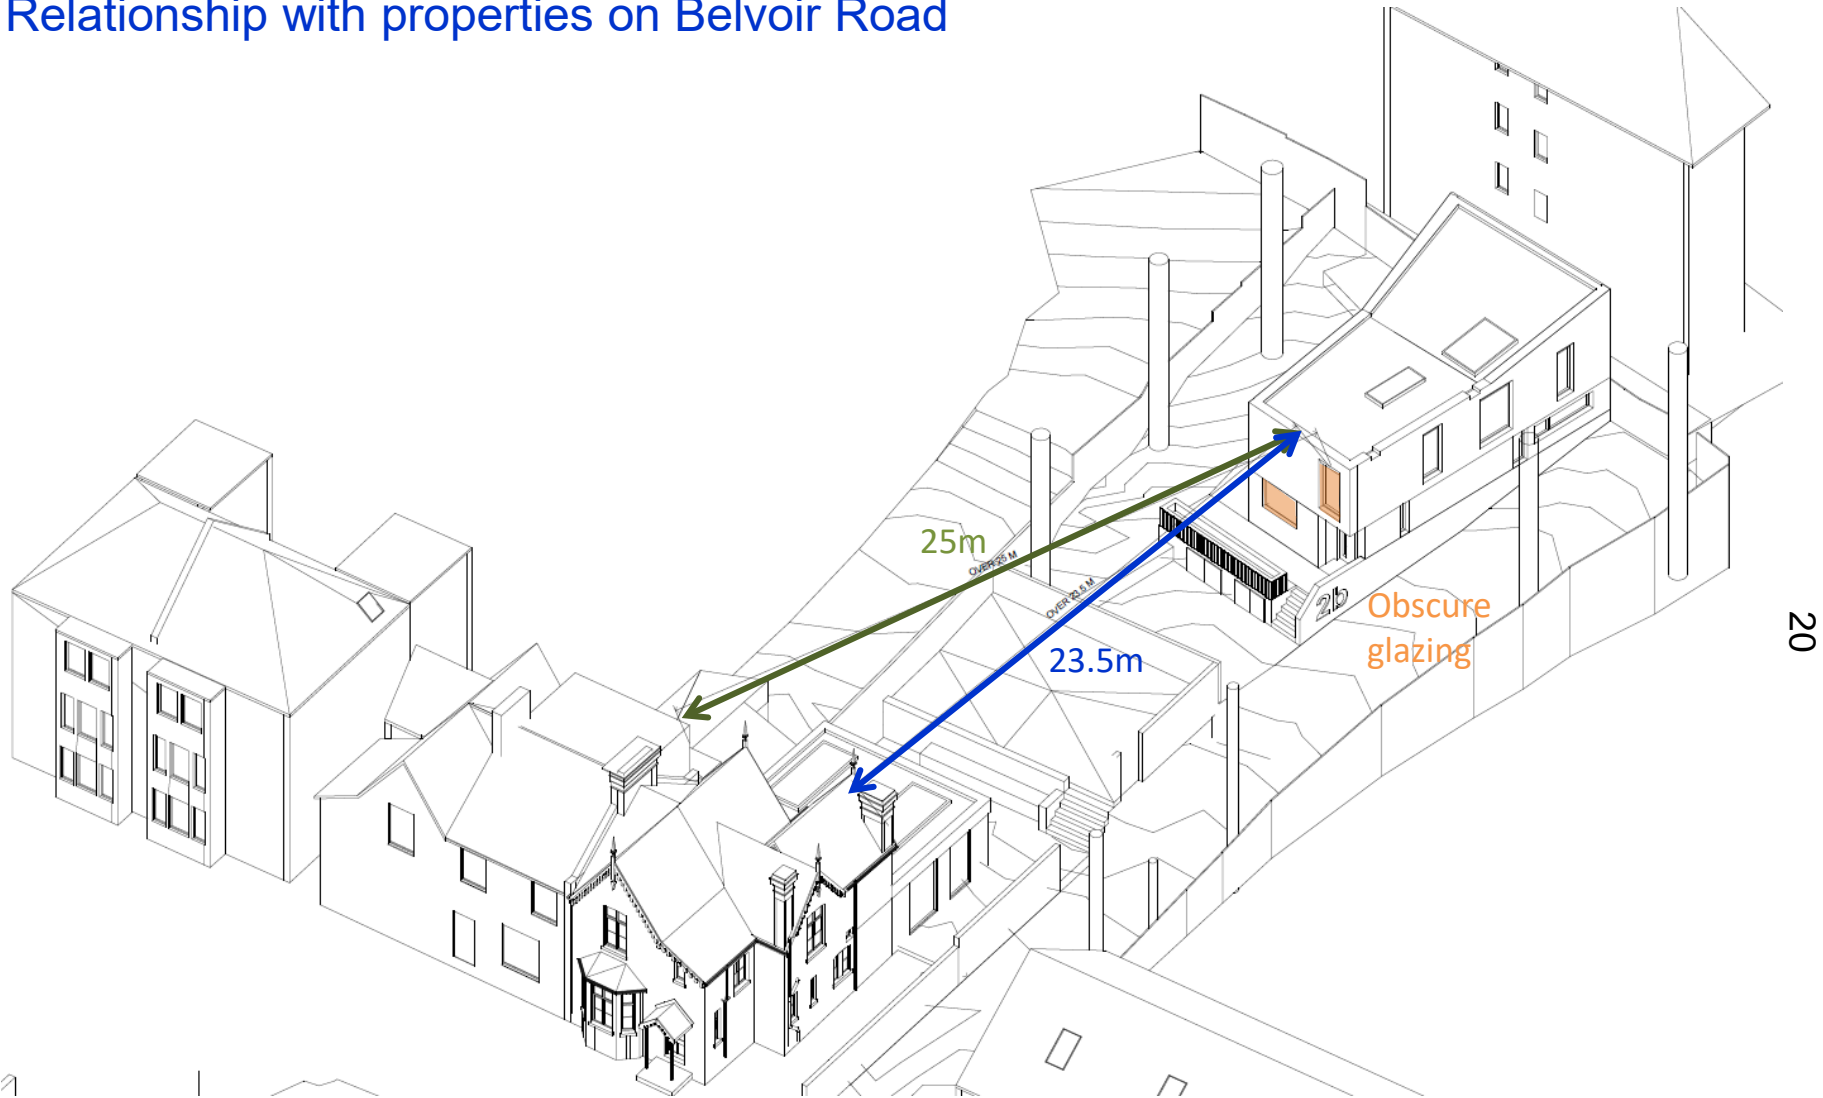 Relationship with properties on Belvoir Road
25m
OVER 25 M
OVER 23.5 M
23.5m
2b
Obscure
glazing
20